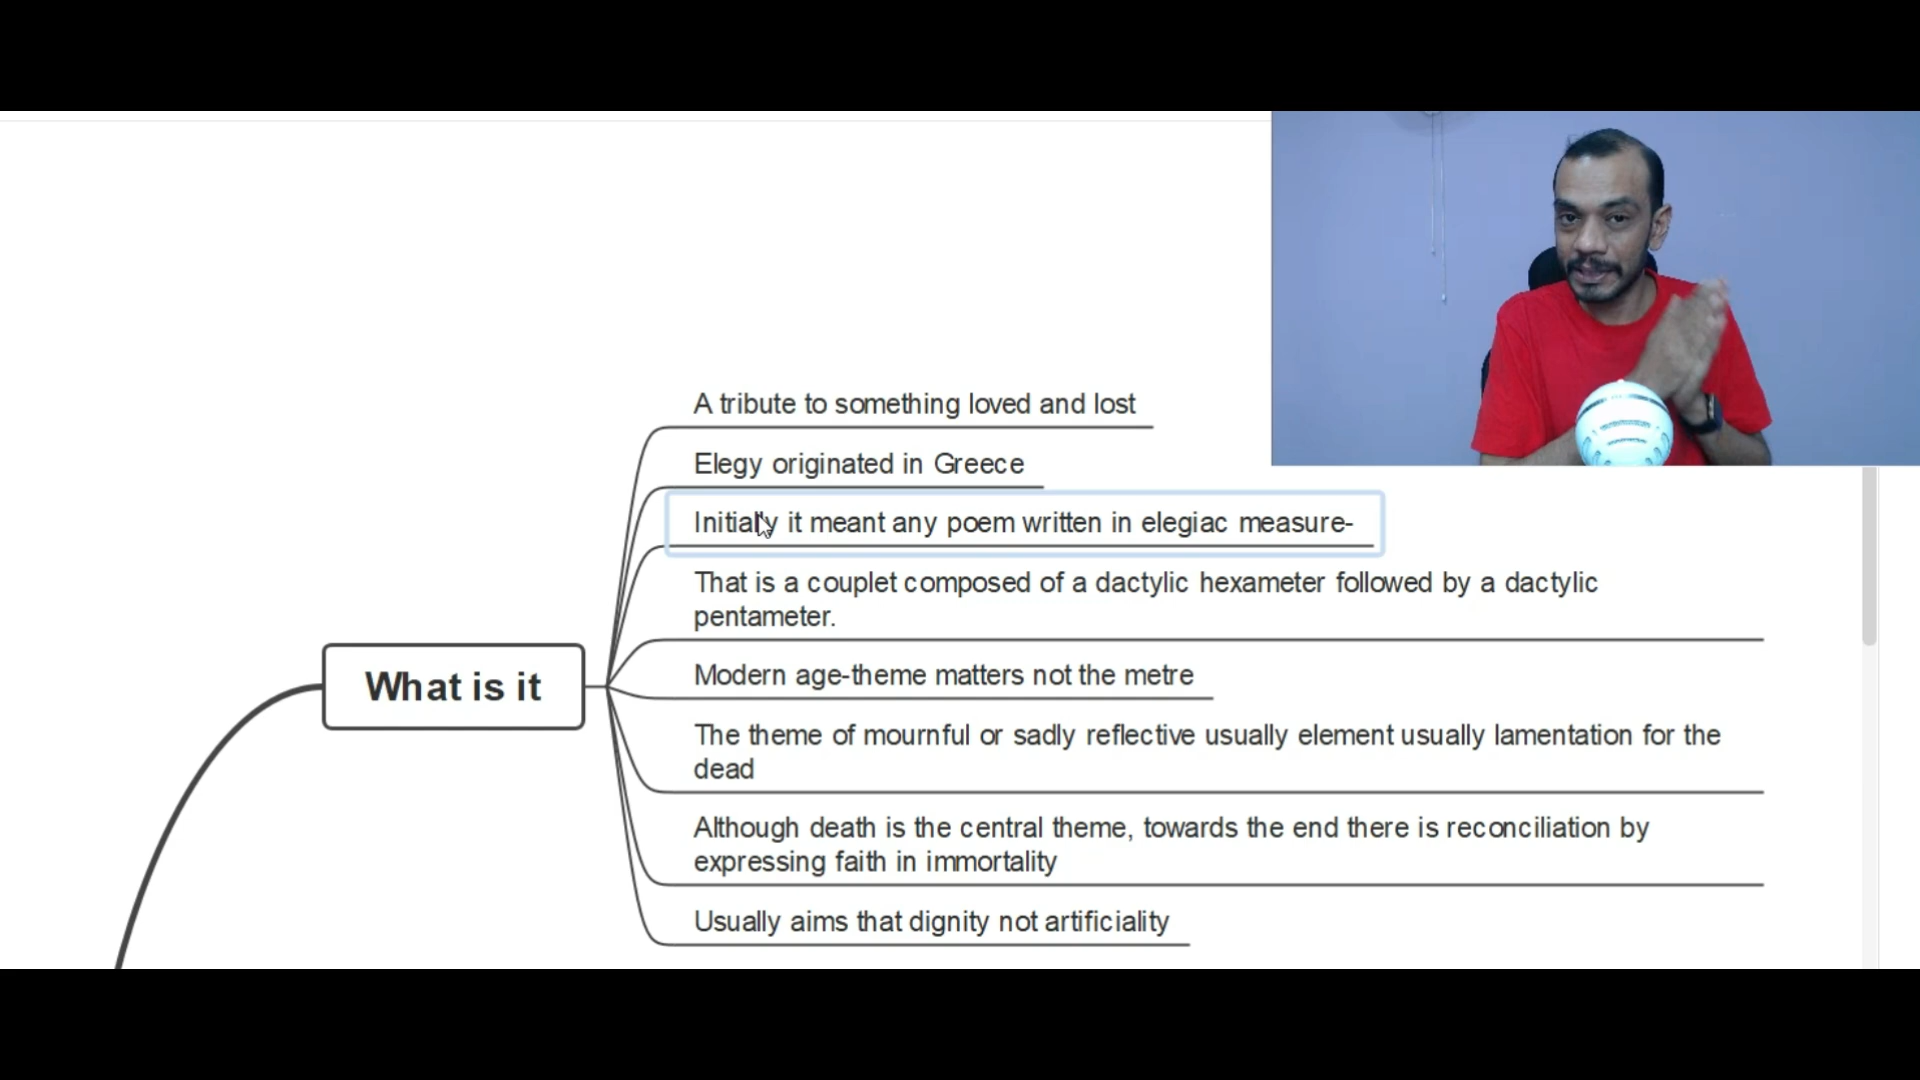 A tribute to something loved and lost
Elegy originated in Greece
Initially it meant any poem written in elegiac measure-
That is a couplet composed of a dactylic hexameter followed by a dactylic
pentameter.
What is it
Modern age-theme matters not the metre
The theme of mournful or sadly reflective usually element usually lamentation for the
dead
Although death is the central theme, towards the end there is reconciliation by
expressing faith in immortality
Usually aims that dignity not artificiality